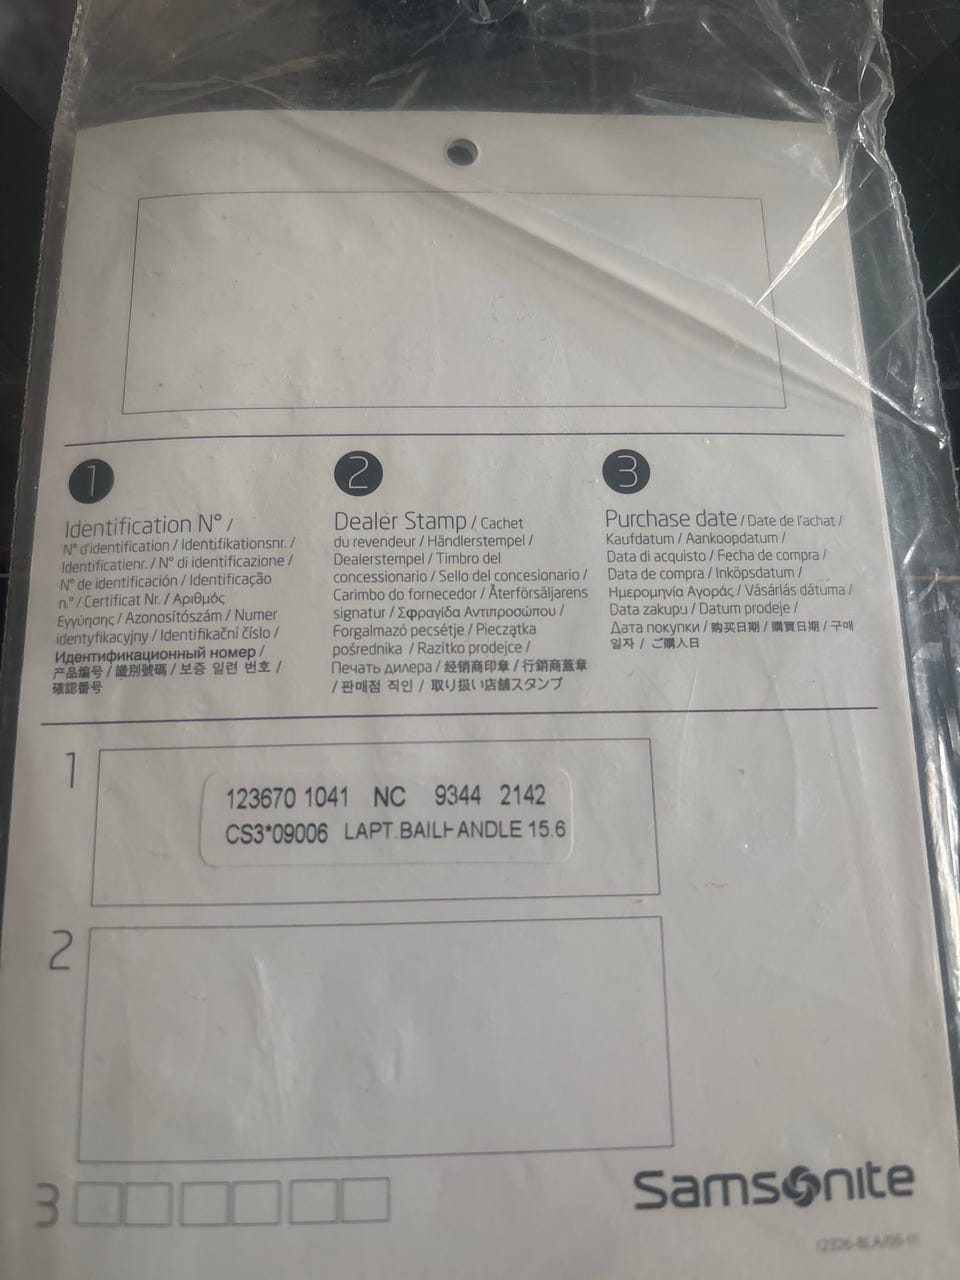 1
Identification N° /
N° d'identification / Identifikationsnr. /
Identificatienr. / N° di identificazione /
N° de identificación / Identificação
n.° / Certificat Nr. / Αριθμός
Εγγύησης / Azonosítószám / Numer
identyfikacyjny / Identifikační číslo /
Идентификационный номер /
产品编号 / 識別號碼 / 보증 일련 번호 /
確認番号
2
Dealer Stamp / Cachet
du revendeur / Händlerstempel /
Dealerstempel / Timbro del
concessionario / Sello del concesionario /
Carimbo do fornecedor / Återförsäljarens
signatur / Σφραγίδα Αντιπροσώπου /
Forgalmazó pecsétje / Pieczątka
pośrednika / Razítko prodejce /
Печать дилера / 经销商印章 / 行銷商蓋章
/ 판매점 직인 / 取り扱い店舗スタンプ
3
Purchase date / Date de l'achat /
Kaufdatum / Aankoopdatum /
Data di acquisto / Fecha de compra /
Data de compra / Inköpsdatum /
Ημερομηνία Αγοράς / Vásárlás dátuma /
Data zakupu / Datum prodeje /
Дата покупки / 购买日期 / 購買日期 / 구매
일자 / ご購入日
1
123670 1041 NC 9344 2142
CS3*09006 LAPT.BAILHANDLE 15.6
2
3
Samsonite
12326-BLA/05-11